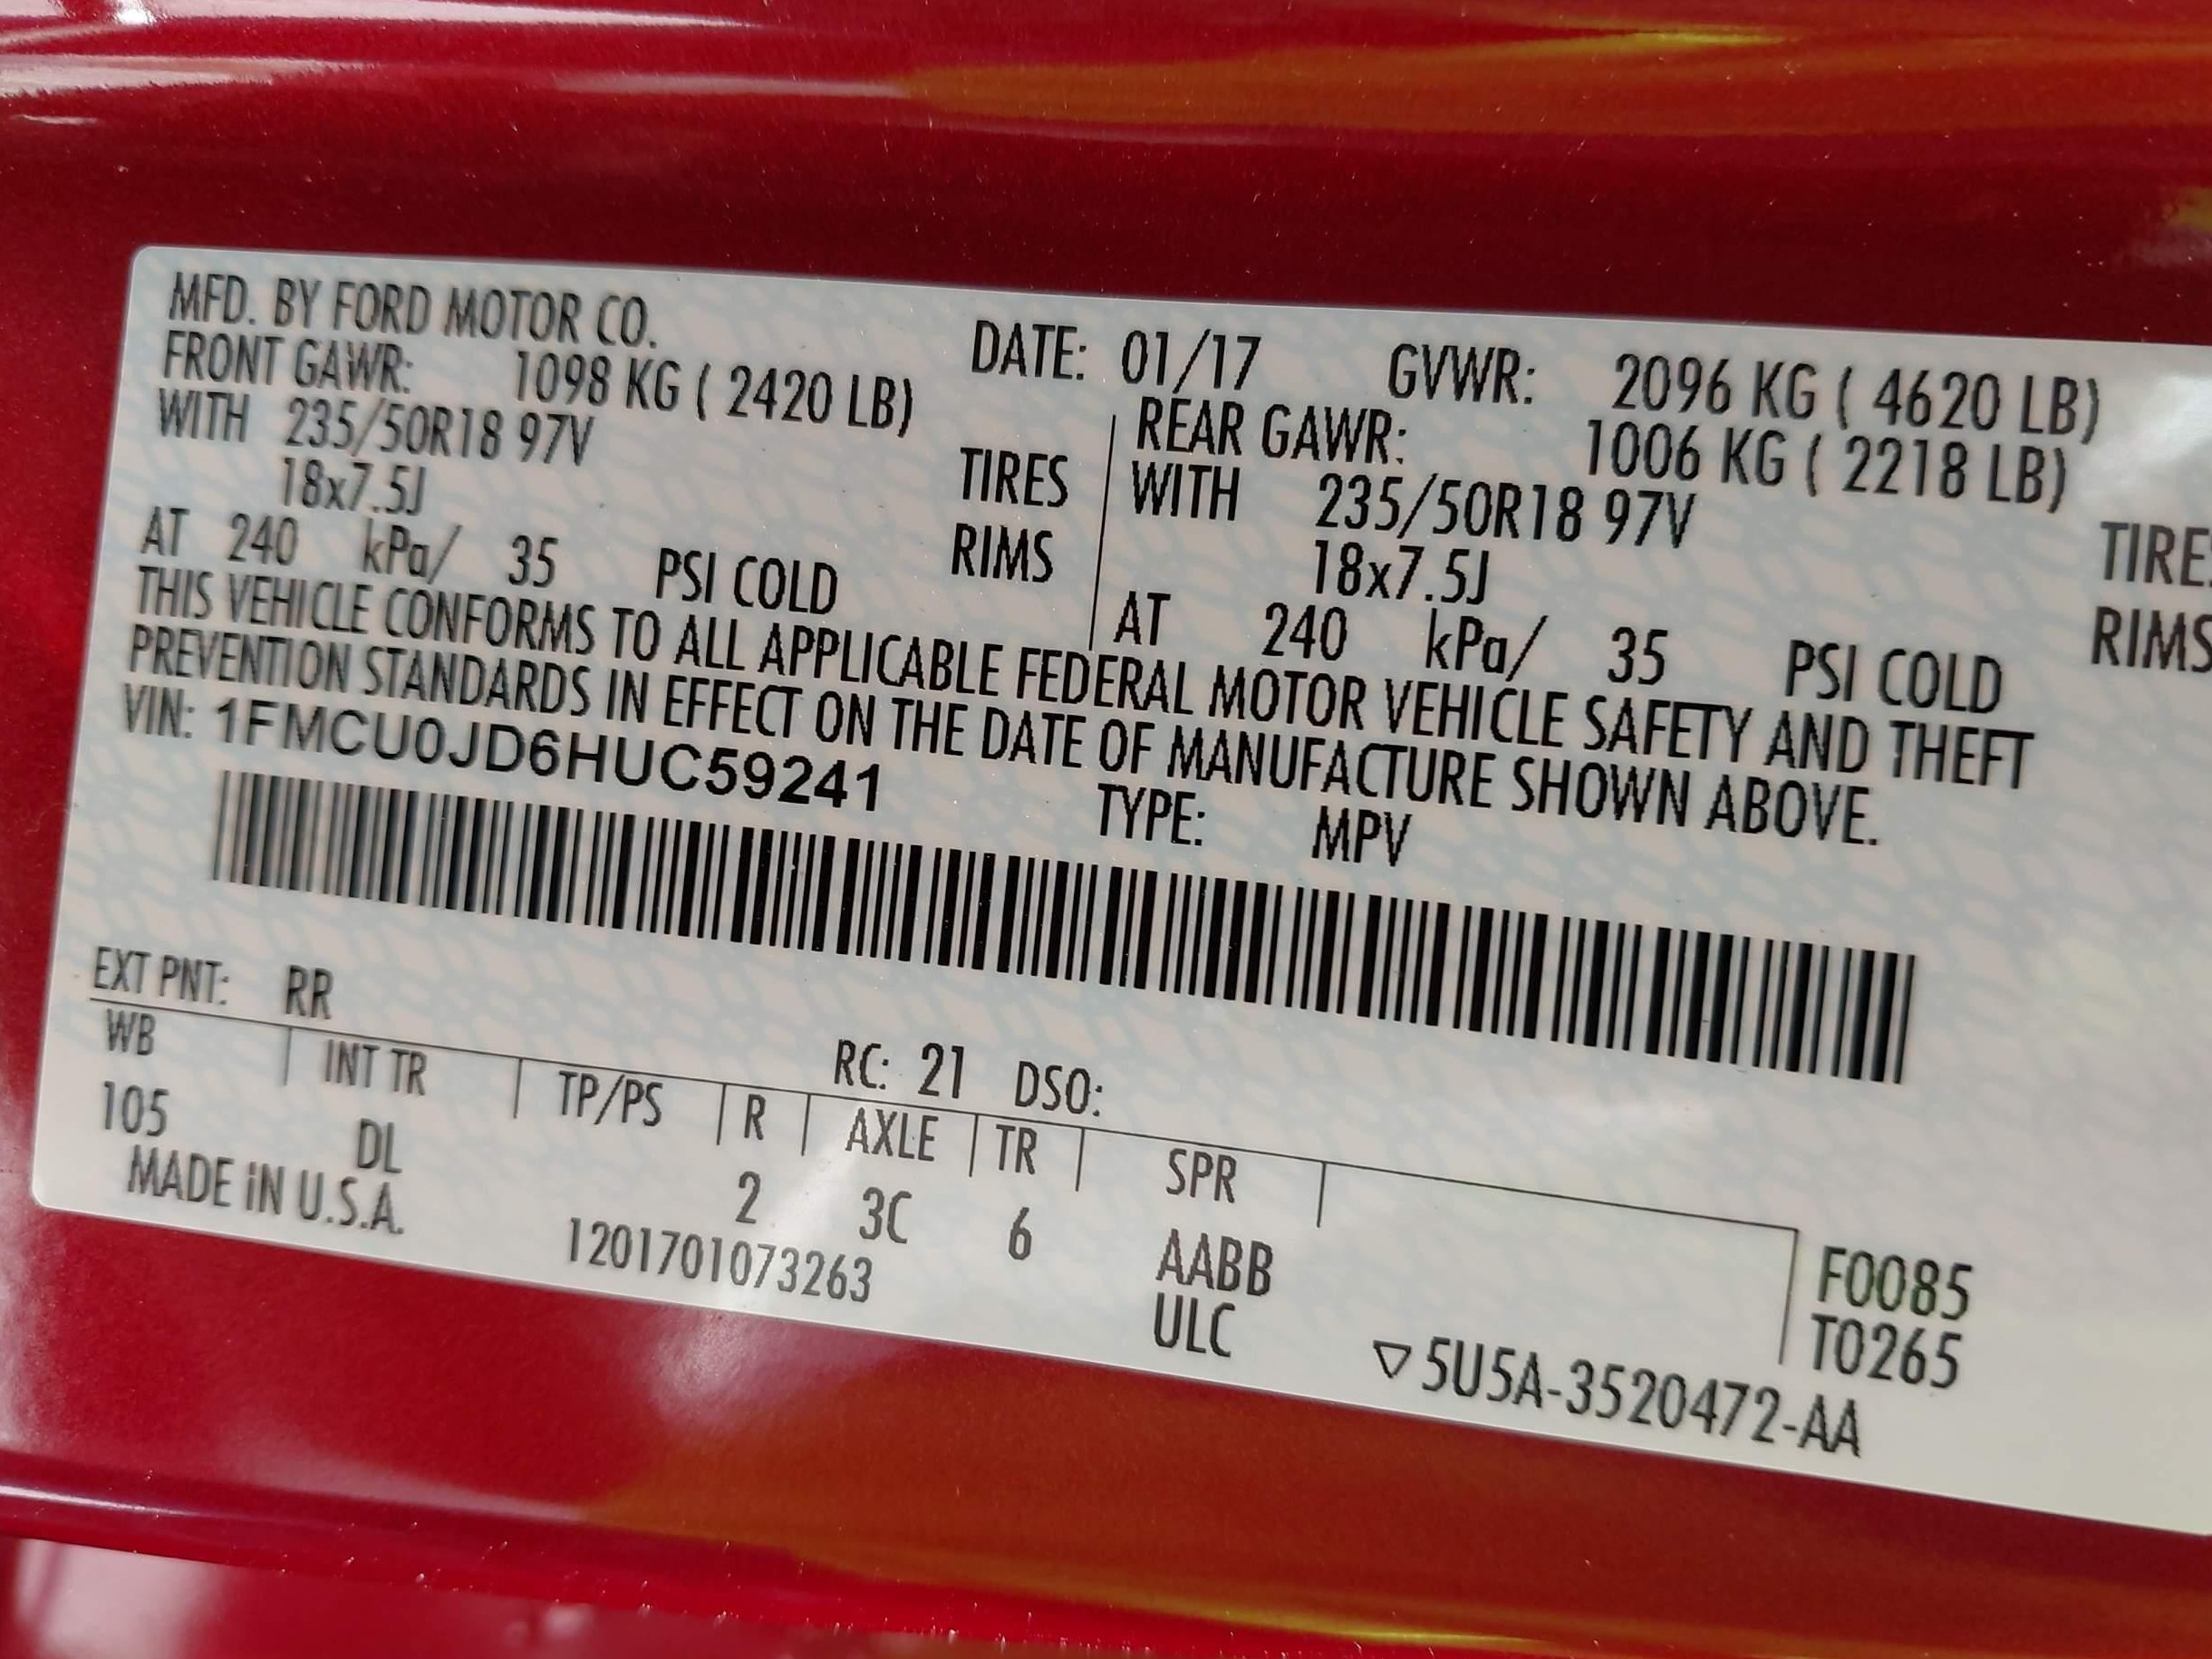 MFD. BY FORD MOTOR CO. DATE: 01/17 GVWR: 2096 KG ( 4620 LB)
FRONT GAWR: 1098 KG ( 2420 LB) REAR GAWR: 1006 KG ( 2218 LB)
WITH 235/50R18 97V TIRES WITH 235/50R18 97V TIRES
18x7.5J RIMS 18x7.5J RIMS
AT 240 kPa/ 35 PSI COLD AT 240 kPa/ 35 PSI COLD
THIS VEHICLE CONFORMS TO ALL APPLICABLE FEDERAL MOTOR VEHICLE SAFETY AND THEFT
PREVENTION STANDARDS IN EFFECT ON THE DATE OF MANUFACTURE SHOWN ABOVE.
VIN: 1FMCU0JD6HUC59241 TYPE: MPV
EXT PNT: RR RC: 21 DSO:
WB INT TR TP/PS R AXLE TR SPR
105 DL 2 3C 6 AABB F0085
MADE iN U.S.A. 1201701073263 ULC T0265
▽5U5A-3520472-AA